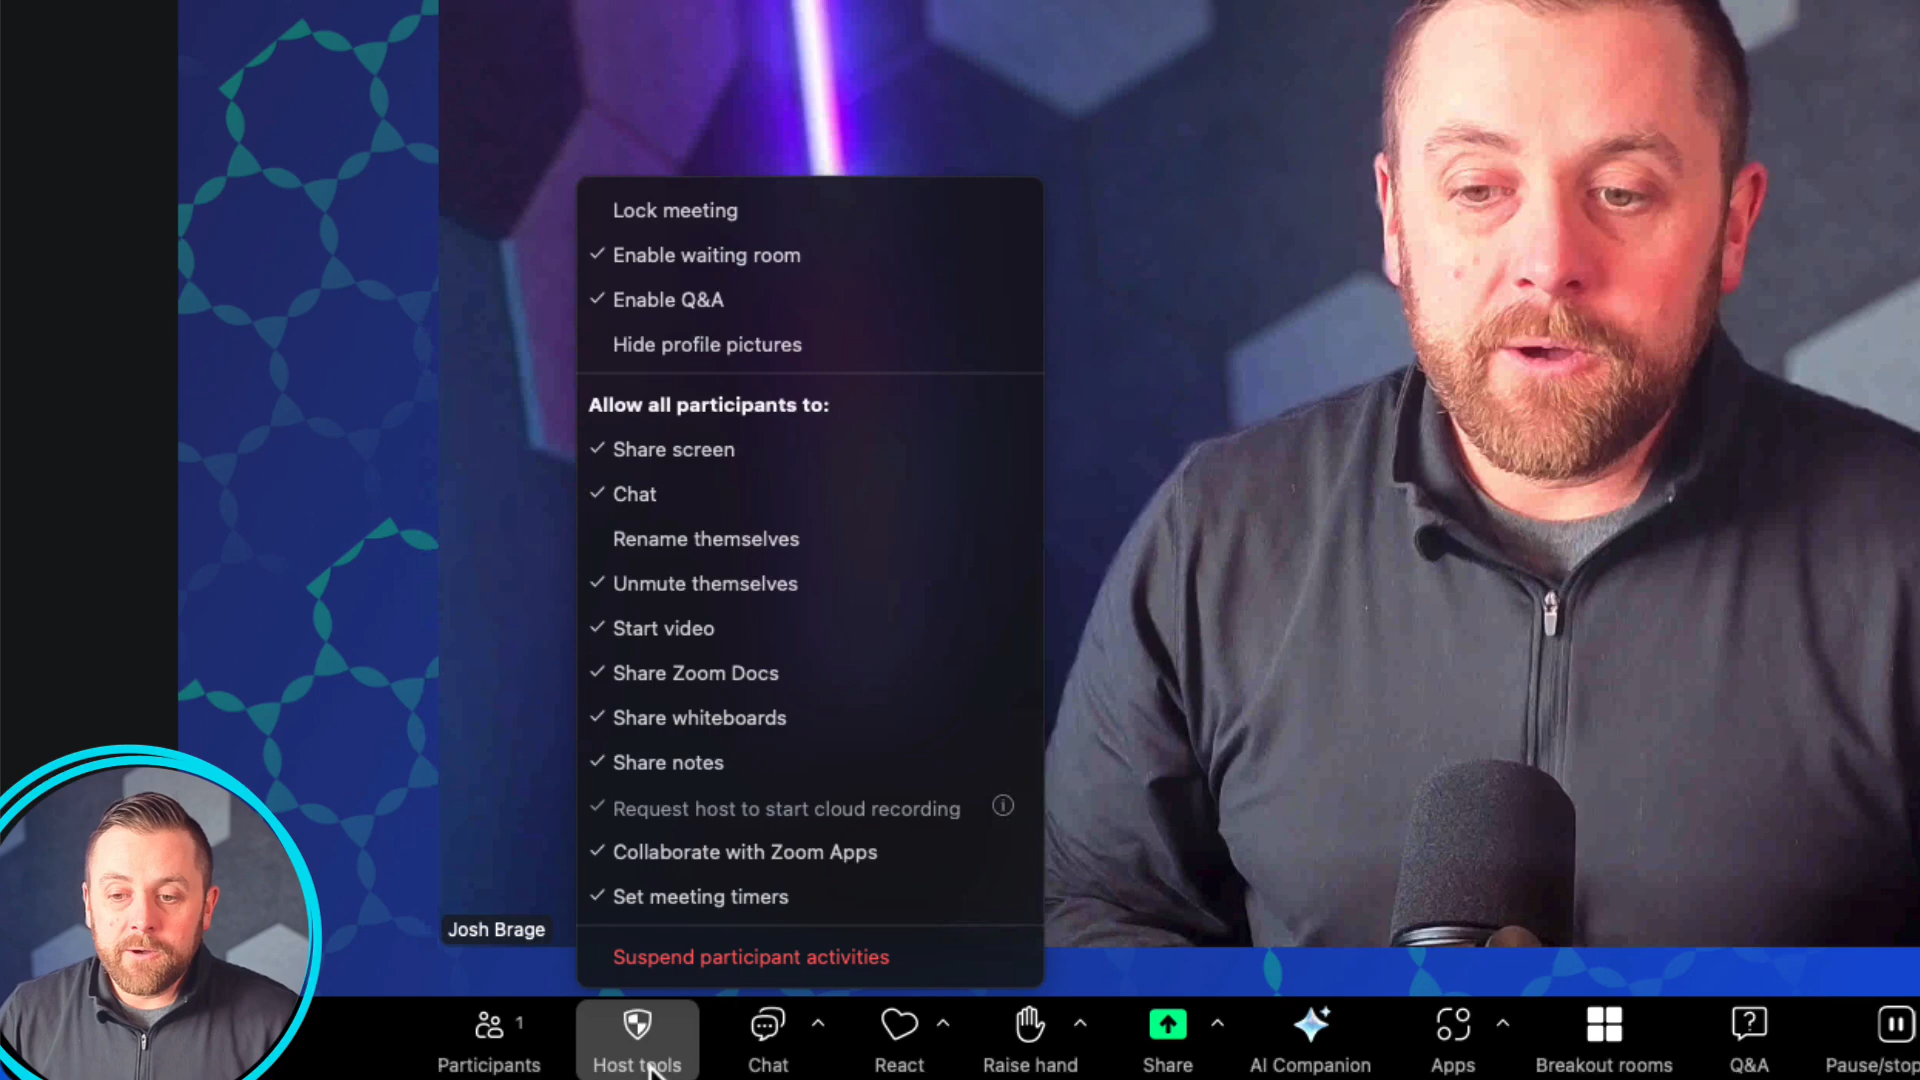 Lock meeting
Enable waiting room
Enable Q&A
Hide profile pictures
Allow all participants to:
Share screen
Chat
Rename themselves
Unmute themselves
Start video
Share Zoom Docs
Share whiteboards
Share notes
Request host to start cloud recording
Collaborate with Zoom Apps
Set meeting timers
Suspend participant activities
Josh Brage
1
Participants
Host tools
Chat
React
Raise hand
Share
AI Companion
Apps
Breakout rooms
Q&A
Pause/stop